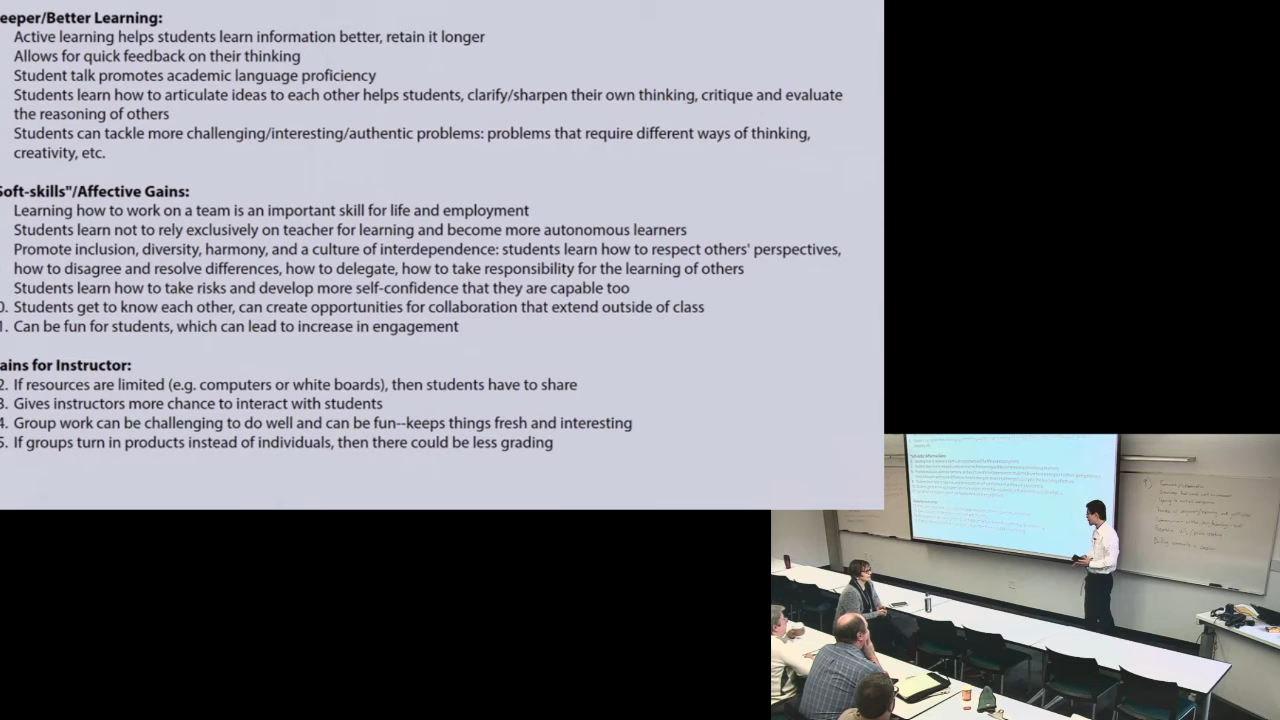 eeper/Better Learning:
Active learning helps students learn information better, retain it longer
Allows for quick feedback on their thinking
Student talk promotes academic language proficiency
Students learn how to articulate ideas to each other helps students, clarify/sharpen their own thinking, critique and evaluate
the reasoning of others
Students can tackle more challenging/interesting/authentic problems: problems that require different ways of thinking,
creativity, etc.
Soft-skills"/Affective Gains:
Learning how to work on a team is an important skill for life and employment
Students learn not to rely exclusively on teacher for learning and become more autonomous learners
Promote inclusion, diversity, harmony, and a culture of interdependence: students learn how to respect others' perspectives,
how to disagree and resolve differences, how to delegate, how to take responsibility for the learning of others
Students learn how to take risks and develop more self-confidence that they are capable too
0. Students get to know each other, can create opportunities for collaboration that extend outside of class
1. Can be fun for students, which can lead to increase in engagement
ains for Instructor:
2. If resources are limited (e.g. computers or white boards), then students have to share
3. Gives instructors more chance to interact with students
4. Group work can be challenging to do well and can be fun--keeps things fresh and interesting
5. If groups turn in products instead of individuals, then there could be less grading